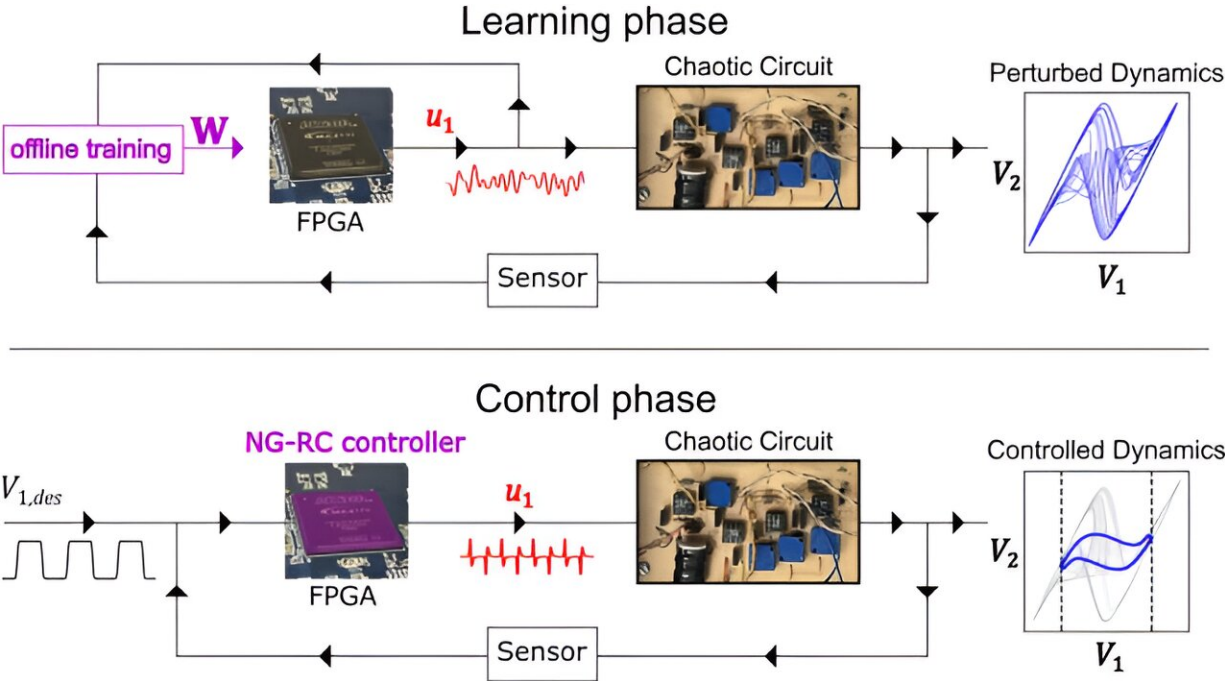 Learning phase
Chaotic Circuit
Perturbed Dynamics
offline training
W
u₁
FPGA
V₂
V₁
Sensor
Control phase
NG-RC controller
Chaotic Circuit
Controlled Dynamics
V₁,des
u₁
FPGA
V₂
V₁
Sensor